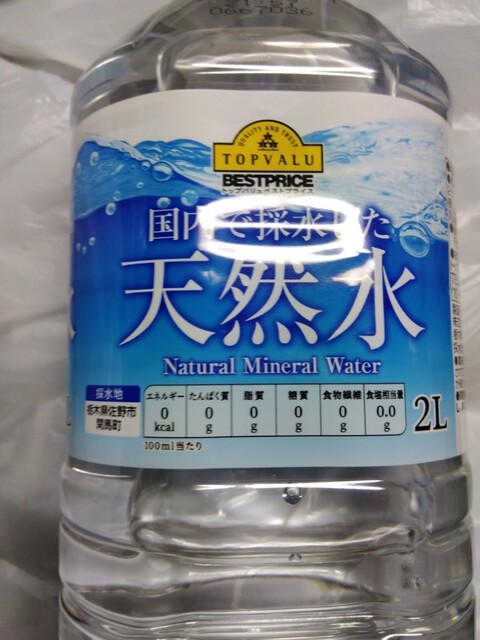 0667036
QUALITY AND TRUST
TOPVALU
BESTPRICE
トップバリュベストプライス
国内で採水した
天然水
Natural Mineral Water
採水地
栃木県佐野市
閑馬町
エネルギー たんぱく質 脂質 糖質 食物繊維 食塩相当量
0 0 0 0 0 0.0
kcal g g g g g
100ml当たり
2L